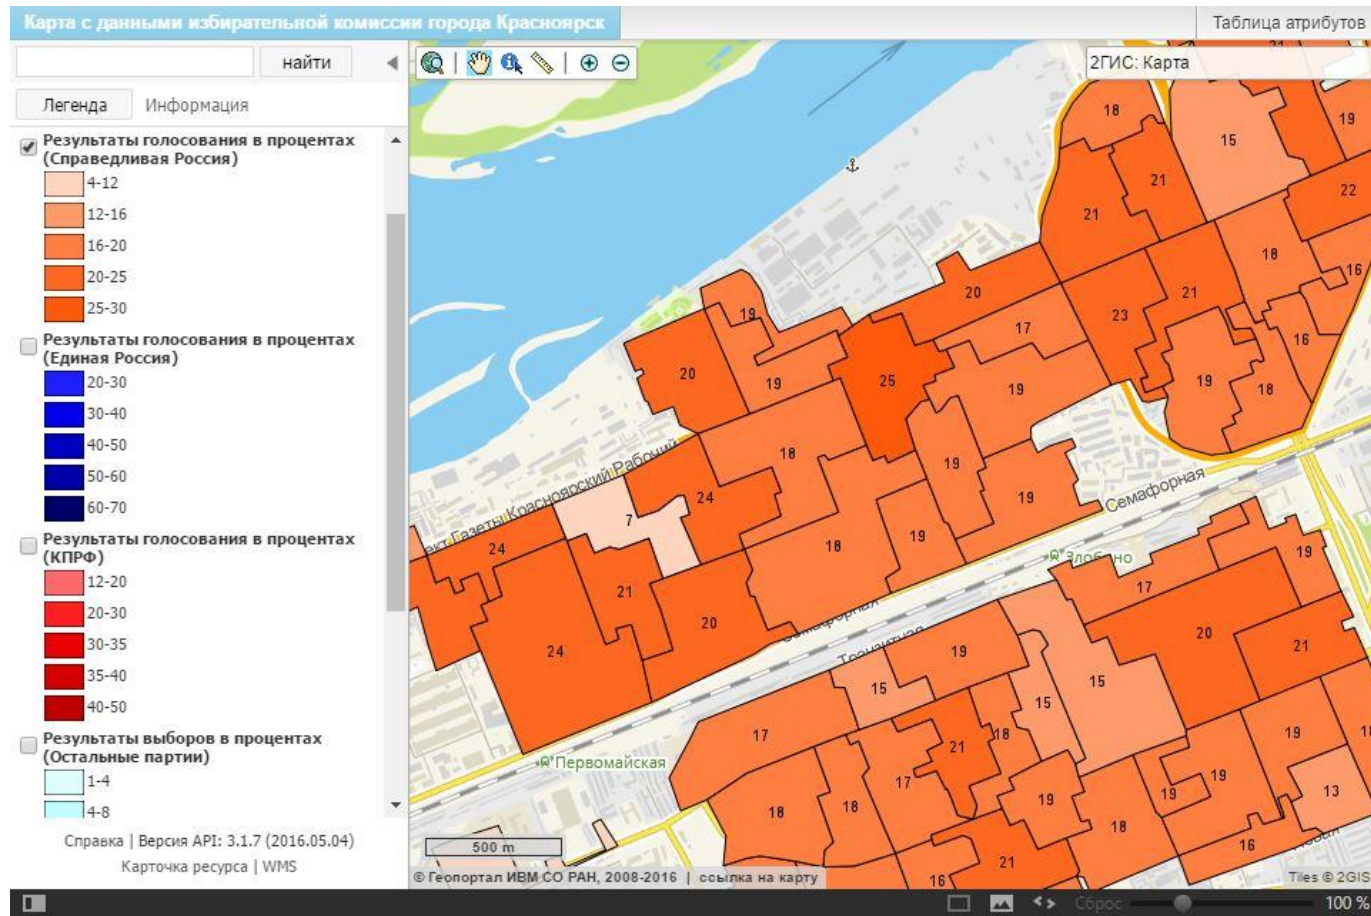 Карта с данными избирательной комиссии города Красноярск
Таблица атрибутов
найти
2ГИС: Карта
Легенда
Информация
Результаты голосования в процентах
(Справедливая Россия)
4-12
12-16
16-20
20-25
25-30
Результаты голосования в процентах
(Единая Россия)
20-30
30-40
40-50
50-60
60-70
Результаты голосования в процентах
(КПРФ)
12-20
20-30
30-35
35-40
40-50
Результаты выборов в процентах
(Остальные партии)
1-4
4-8
Справка | Версия API: 3.1.7 (2016.05.04)
Карточка ресурса | WMS
21
18
15
19
21
22
21
18
16
20
21
19
23
17
16
20
25
19
19
18
19
18
19
Газеты Красноярский Рабочий
24
19
Семафорная
7
24
18
19
Злобино
19
21
17
20
20
21
24
Транзитная
19
15
15
15
17
18
19
21
Первомайская
17
19
19
13
18
18
19
18
16
21
16
500 m
© Геопортал ИВМ СО РАН, 2008-2016 | ссылка на карту
Tiles © 2GIS
Сброс
100 %